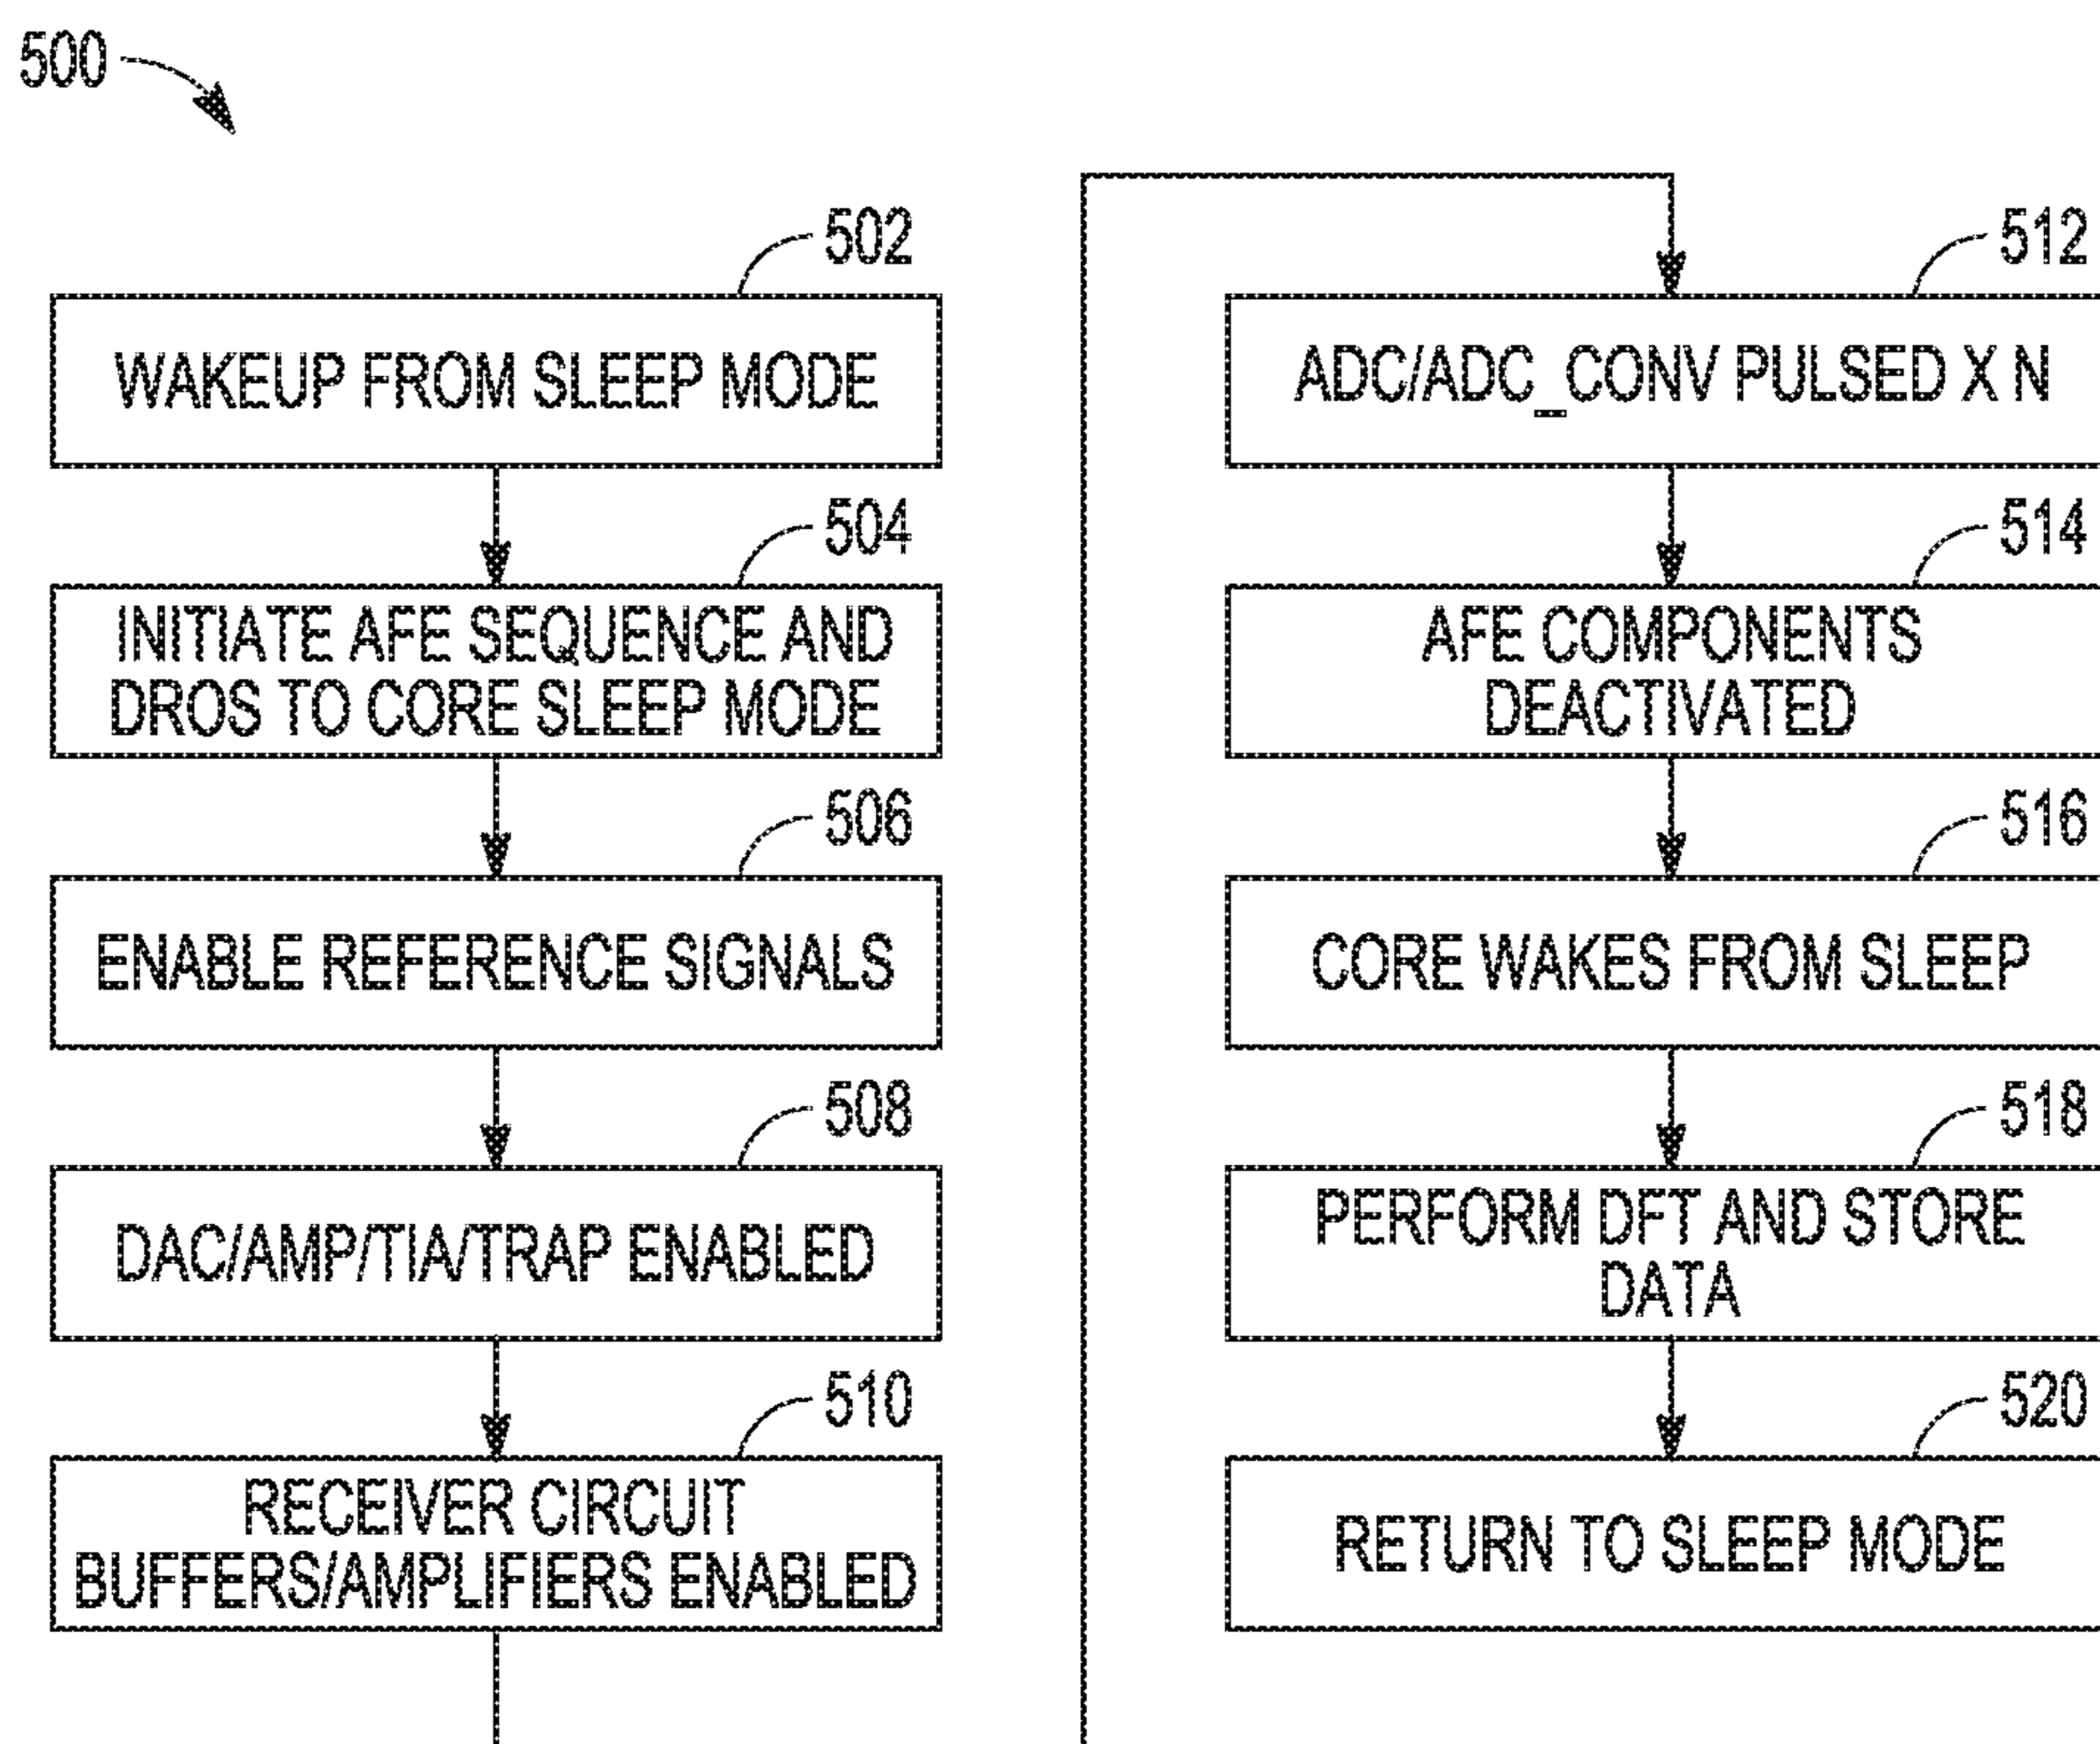 500
502
WAKEUP FROM SLEEP MODE
504
INITIATE AFE SEQUENCE AND
DROS TO CORE SLEEP MODE
506
ENABLE REFERENCE SIGNALS
508
DAC/AMP/TIA/TRAP ENABLED
510
RECEIVER CIRCUIT
BUFFERS/AMPLIFIERS ENABLED
512
ADC/ADC_CONV PULSED X N
514
AFE COMPONENTS
DEACTIVATED
516
CORE WAKES FROM SLEEP
518
PERFORM DFT AND STORE
DATA
520
RETURN TO SLEEP MODE